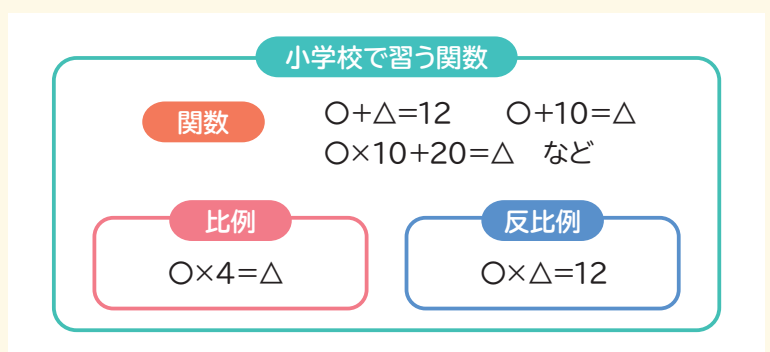 小学校で習う関数
関数 〇+△=12 〇+10=△
〇×10+20=△ など
比例 反比例
〇×4=△ 〇×△=12